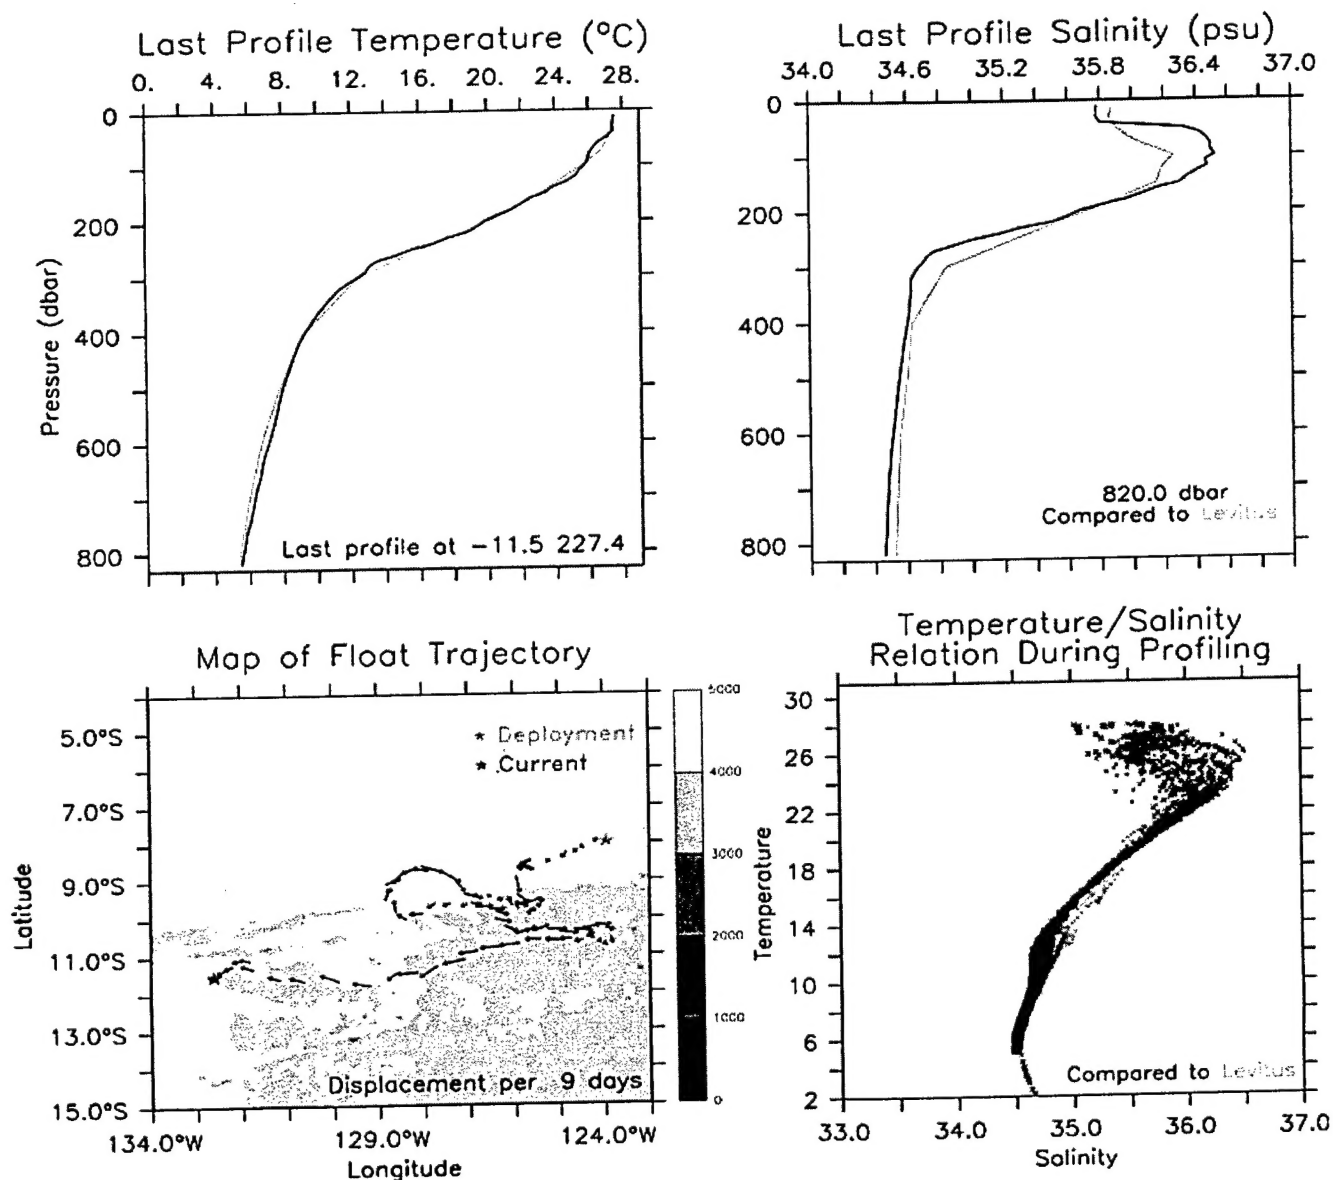 Last Profile Temperature (°C)
0. 4. 8. 12. 16. 20. 24. 28.
0
200
400
600
800
Pressure (dbar)
Last profile at -11.5 227.4
Last Profile Salinity (psu)
34.0 34.6 35.2 35.8 36.4 37.0
0
200
400
600
800
820.0 dbar
Compared to Levitus
Map of Float Trajectory
5.0°S
7.0°S
9.0°S
11.0°S
13.0°S
15.0°S
Latitude
★ Deployment
★ Current
Displacement per 9 days
134.0°W 129.0°W 124.0°W
Longitude
5000
4000
3000
2000
1000
0
Temperature/Salinity
Relation During Profiling
30
26
22
18
14
10
6
2
Temperature
Compared to Levitus
33.0 34.0 35.0 36.0 37.0
Salinity